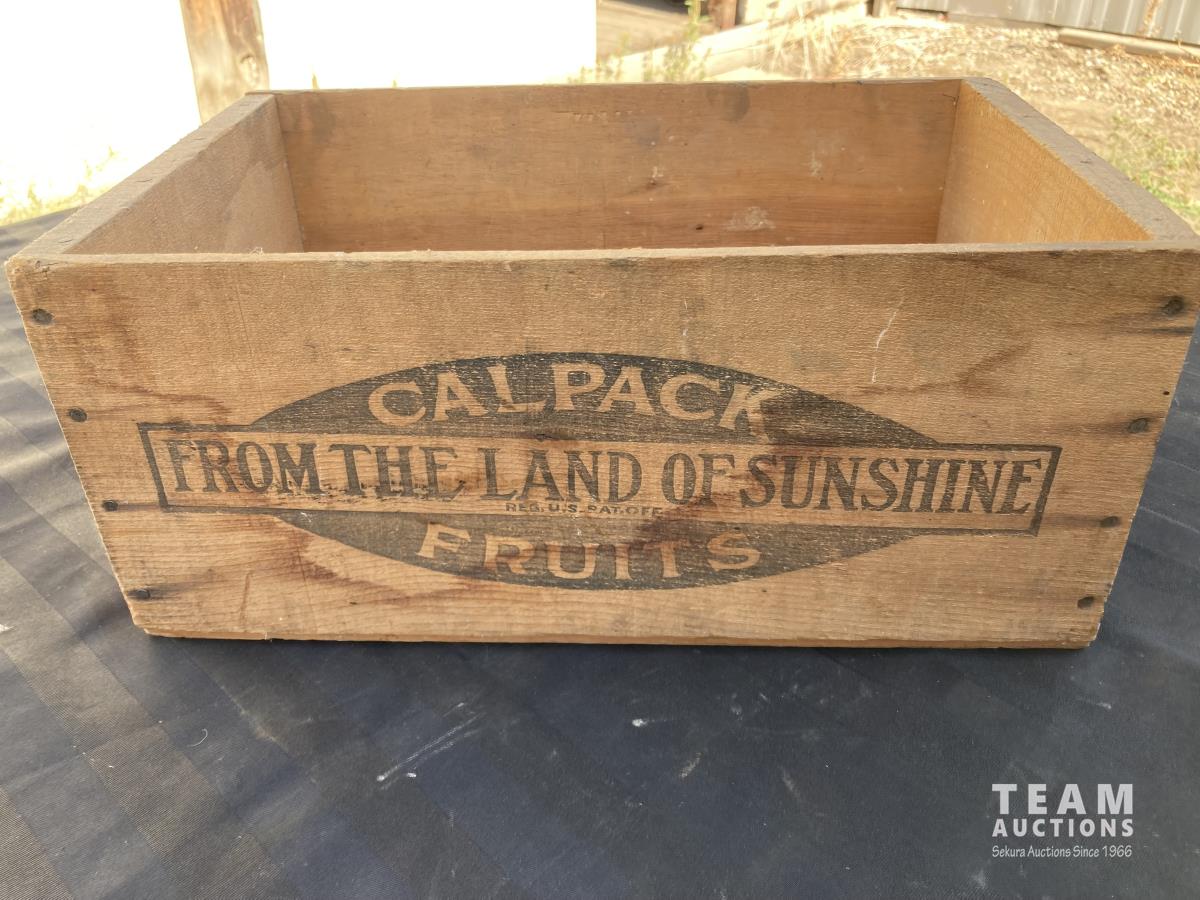 CALPACK
FROM THE LAND OF SUNSHINE
REG. U.S. PAT. OFF.
FRUITS
TEAM
AUCTIONS
Sekura Auctions Since 1966